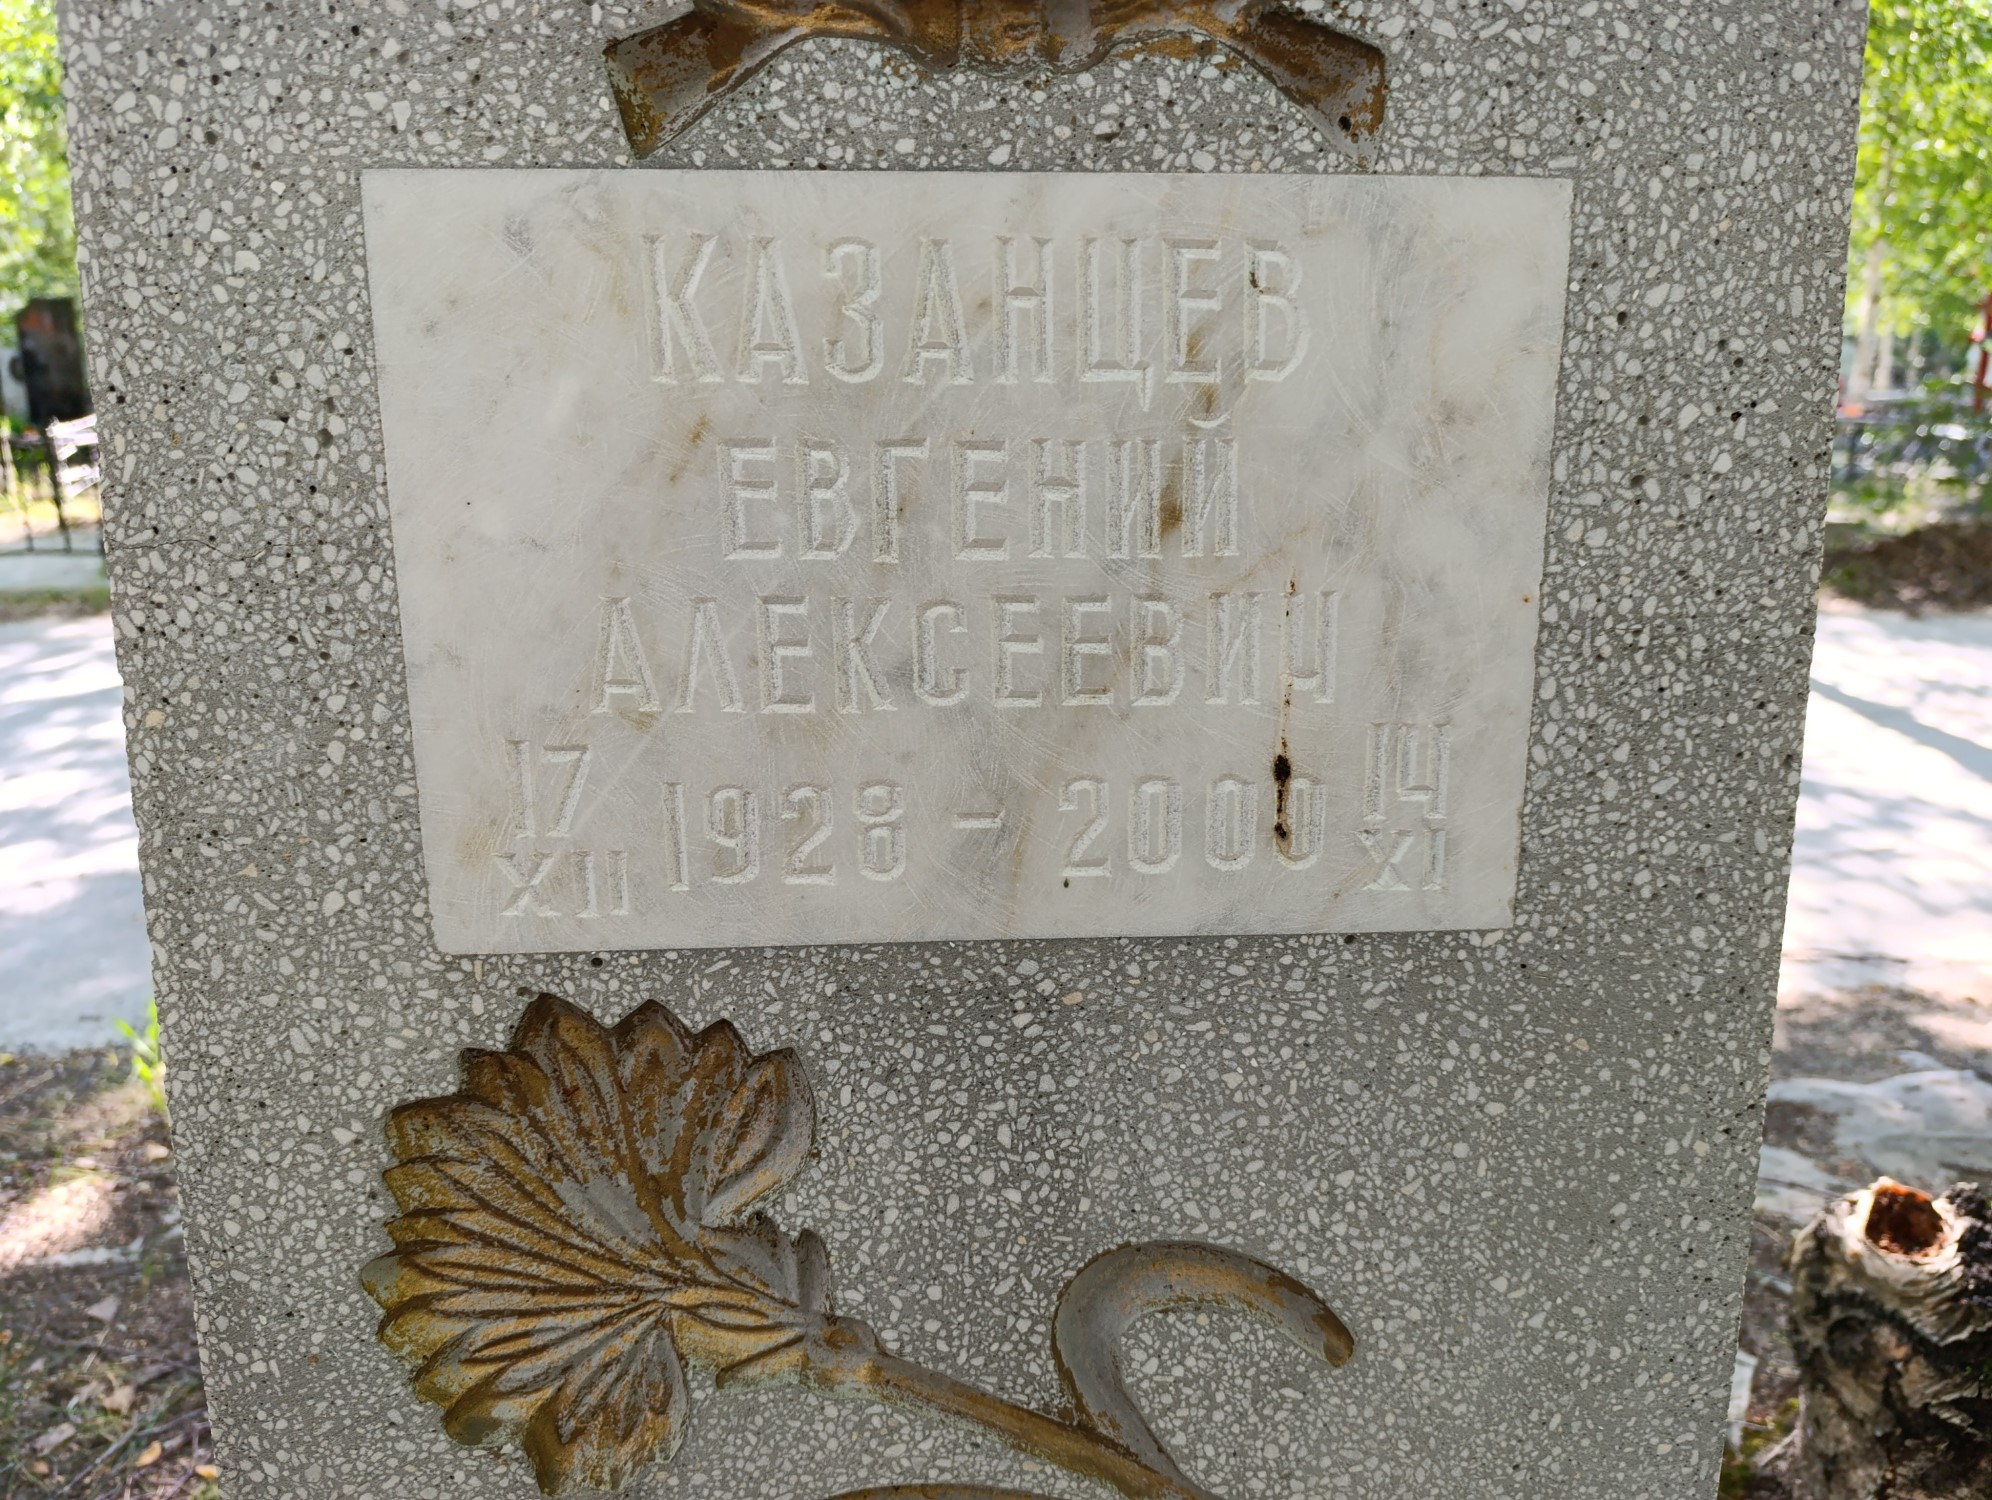 КАЗАНЦЕВ
ЕВГЕНИЙ
АЛЕКСЕЕВИЧ
17/XII 1928 - 2000 14/XI